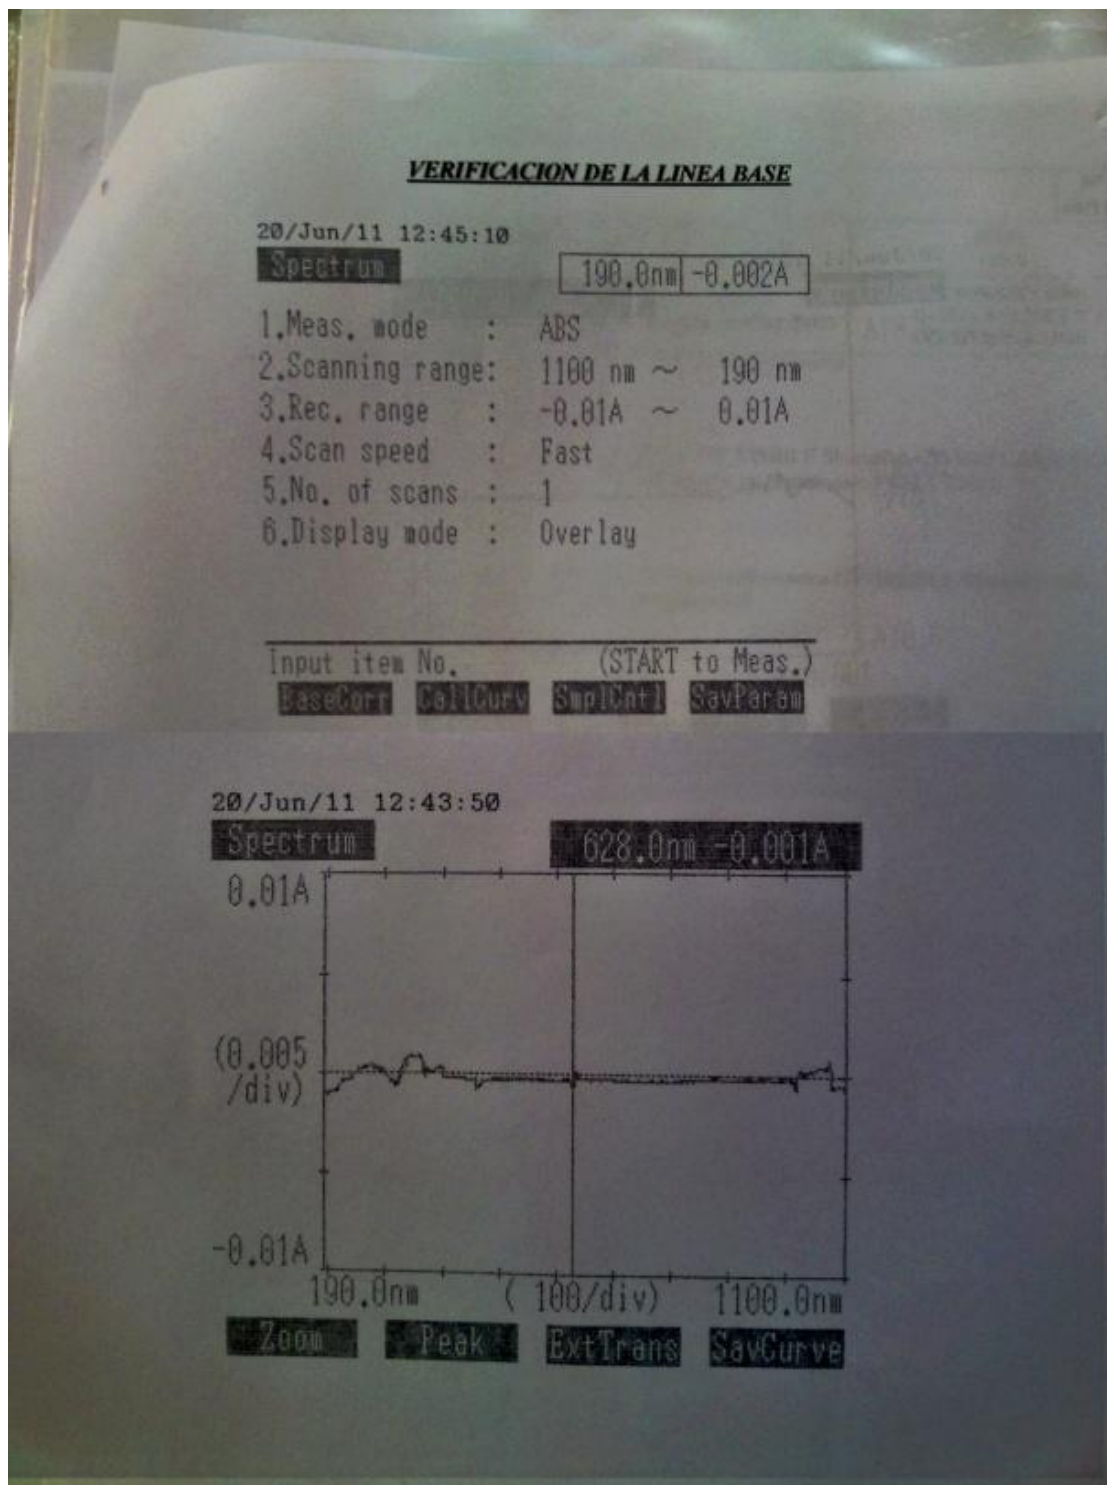 VERIFICACION DE LA LINEA BASE
20/Jun/11 12:45:10
Spectrum 190.0nm -0.002A
1.Meas. mode : ABS
2.Scanning range: 1100 nm ~ 190 nm
3.Rec. range : -0.01A ~ 0.01A
4.Scan speed : Fast
5.No. of scans : 1
6.Display mode : Overlay
Input item No. (START to Meas.)
BaseCorr CallCurv SmplCntl SavParam
20/Jun/11 12:43:50
Spectrum 628.0nm -0.001A
0.01A
(0.005
/div)
-0.01A
190.0nm ( 100/div) 1100.0nm
Zoom Peak ExtTrans SavCurve